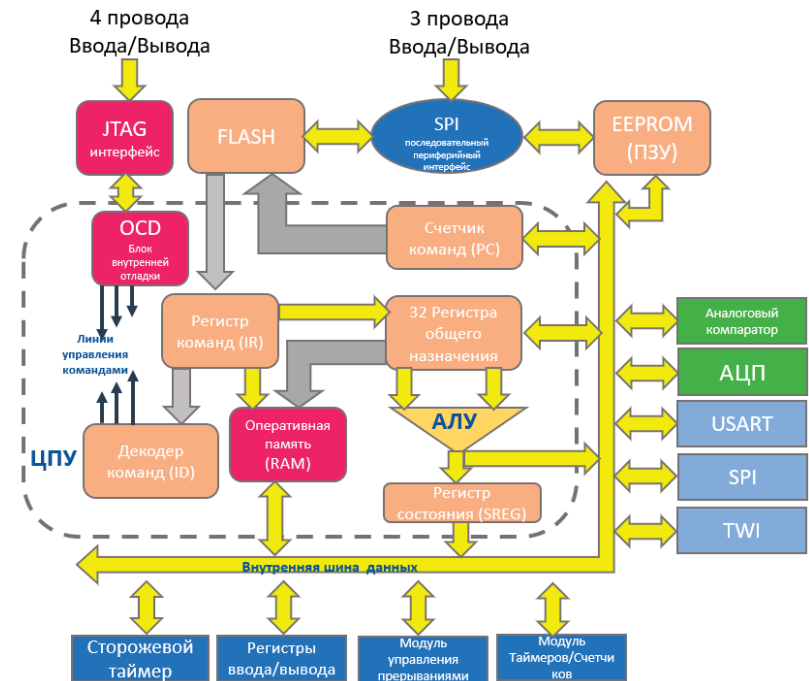 4 провода
Ввода/Вывода
3 провода
Ввода/Вывода
JTAG
интерфейс
FLASH
SPI
последовательный
периферийный
интерфейс
EEPROM
(ПЗУ)
OCD
Блок
внутренней
отладки
Счетчик
команд (PC)
Линии
управления
командами
Регистр
команд (IR)
32 Регистра
общего
назначения
Аналоговый
компаратор
АЦП
USART
SPI
TWI
ЦПУ
Декодер
команд (ID)
Оперативная
память
(RAM)
АЛУ
Регистр
состояния (SREG)
Внутренняя шина данных
Сторожевой
таймер
Регистры
ввода/вывода
Модуль
управления
прерываниями
Модуль
Таймеров/Счетчи
ков